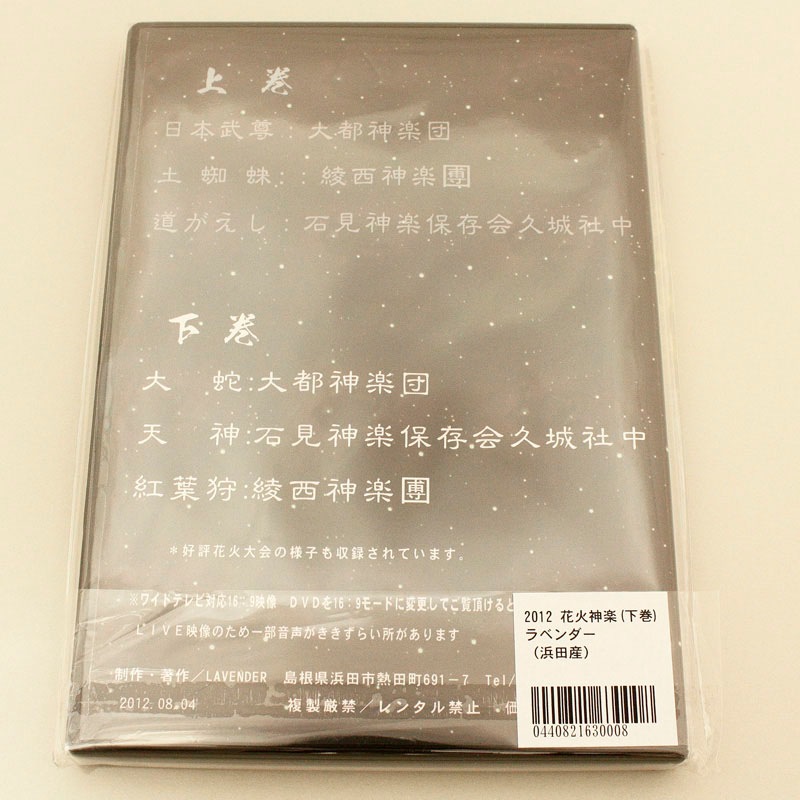 上巻
日本武尊:大都神楽団
土蜘蛛::綾西神楽團
道がえし:石見神楽保存会久城社中
下巻
大　蛇:大都神楽団
天　神:石見神楽保存会久城社中
紅葉狩:綾西神楽團
*好評花火大会の様子も収録されています。
※ワイドテレビ対応16:9映像　DVDを16:9モードに変更してご覧頂けると
LIVE映像のため一部音声がききずらい所があります
制作・著作/LAVENDER　島根県浜田市熱田町691-7　Tel/
2012.08.04　複製厳禁/レンタル禁止　価
2012 花火神楽(下巻)
ラベンダー
(浜田産)
0440821630008